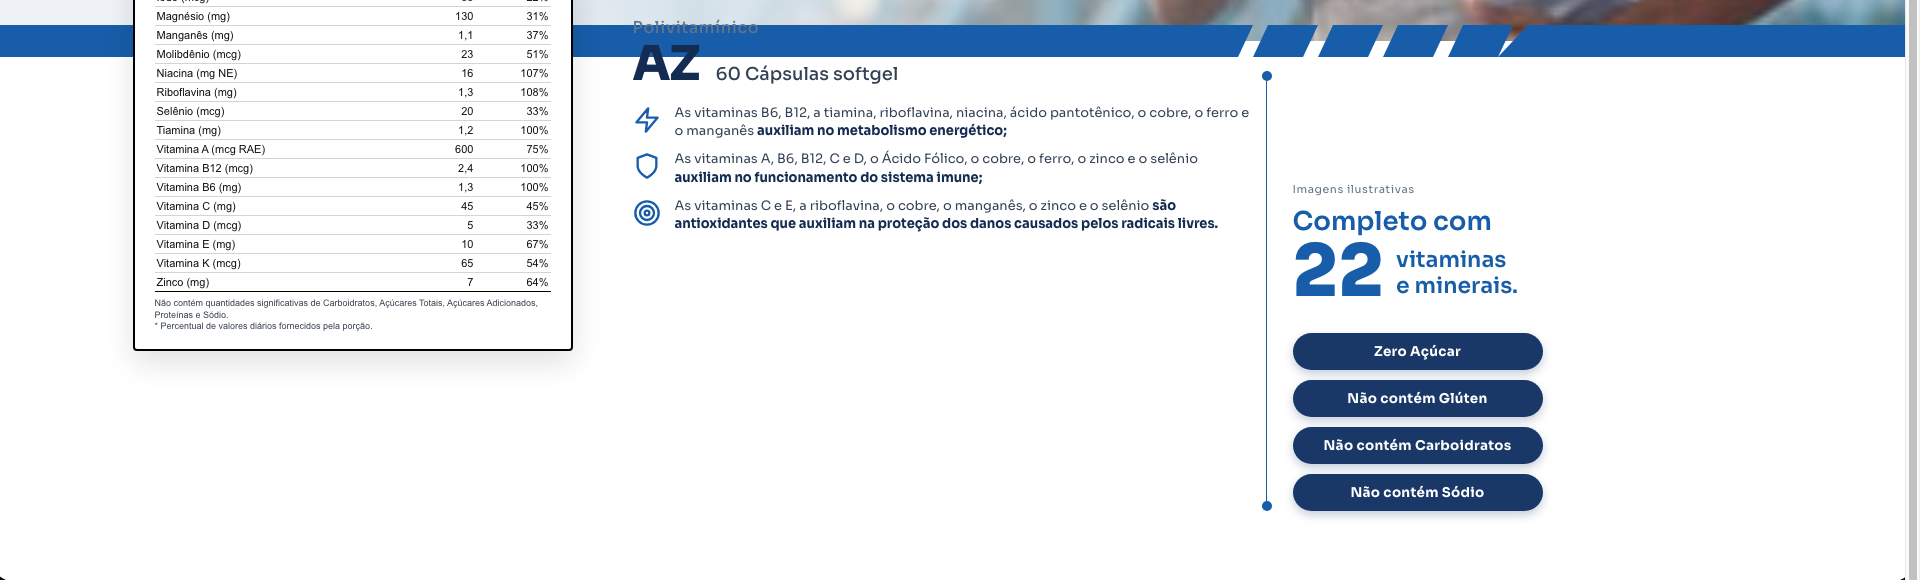 Magnésio (mg) 130 31%
Manganês (mg) 1,1 37%
Molibdênio (mcg) 23 51%
Niacina (mg NE) 16 107%
Riboflavina (mg) 1,3 108%
Selênio (mcg) 20 33%
Tiamina (mg) 1,2 100%
Vitamina A (mcg RAE) 600 75%
Vitamina B12 (mcg) 2,4 100%
Vitamina B6 (mg) 1,3 100%
Vitamina C (mg) 45 45%
Vitamina D (mcg) 5 33%
Vitamina E (mg) 10 67%
Vitamina K (mcg) 65 54%
Zinco (mg) 7 64%
Não contém quantidades significativas de Carboidratos, Açúcares Totais, Açúcares Adicionados,
Proteínas e Sódio.
* Percentual de valores diários fornecidos pela porção.
Polivitamínico
AZ 60 Cápsulas softgel
As vitaminas B6, B12, a tiamina, riboflavina, niacina, ácido pantotênico, o cobre, o ferro e
o manganês auxiliam no metabolismo energético;
As vitaminas A, B6, B12, C e D, o Ácido Fólico, o cobre, o ferro, o zinco e o selênio
auxiliam no funcionamento do sistema imune;
As vitaminas C e E, a riboflavina, o cobre, o manganês, o zinco e o selênio são
antioxidantes que auxiliam na proteção dos danos causados pelos radicais livres.
Imagens ilustrativas
Completo com
22 vitaminas
e minerais.
Zero Açúcar
Não contém Glúten
Não contém Carboidratos
Não contém Sódio